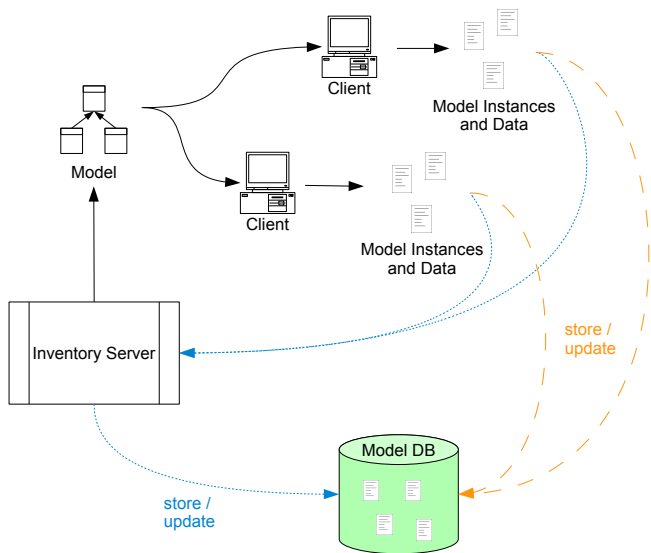 Client
Model Instances
and Data
Model
Client
Model Instances
and Data
Inventory Server
store /
update
Model DB
store /
update